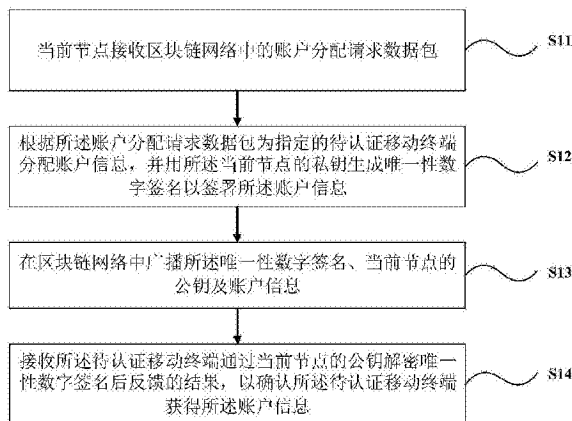 当前节点接收区块链网络中的账户分配请求数据包
S11
根据所述账户分配请求数据包为指定的待认证移动终端
分配账户信息，并用所述当前节点的私钥生成唯一性数
字签名以签署所述账户信息
S12
在区块链网络中广播所述唯一性数字签名、当前节点的
公钥及账户信息
S13
接收所述待认证移动终端通过当前节点的公钥解密唯一
性数字签名后反馈的结果，以确认所述待认证移动终端
获得所述账户信息
S14